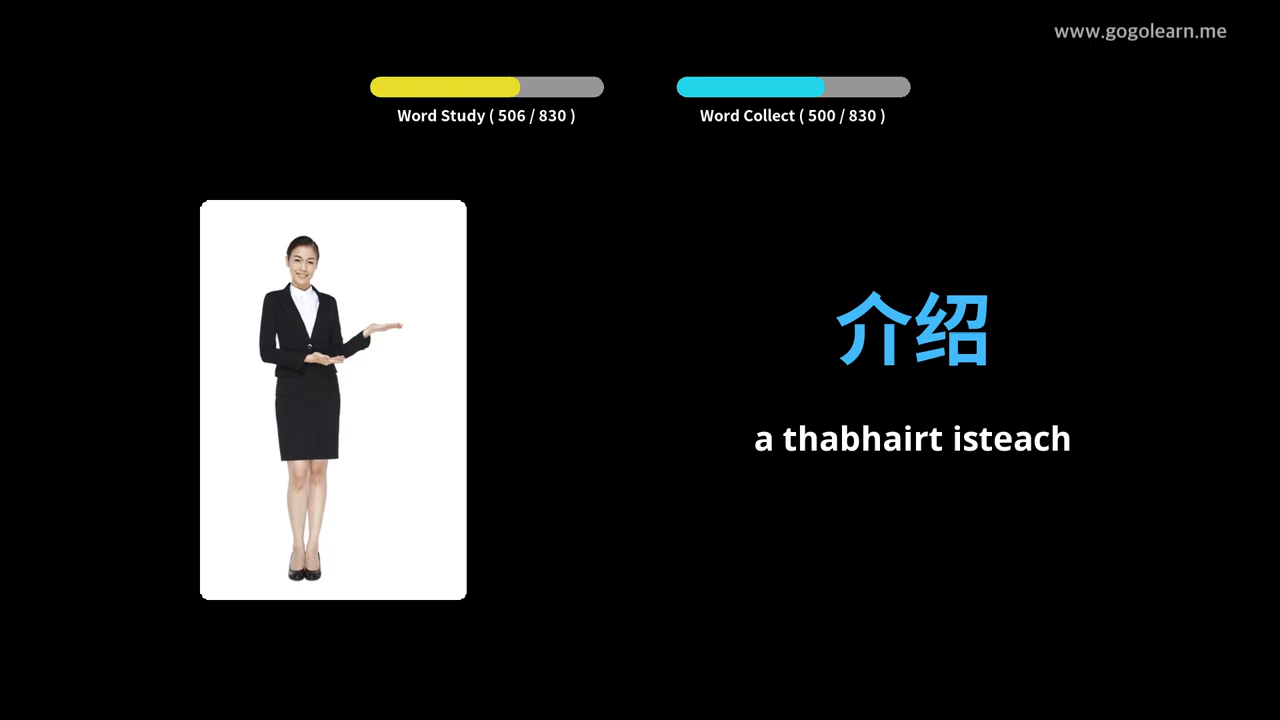 www.gogolearn.me
Word Study ( 506 / 830 )
Word Collect ( 500 / 830 )
介绍
a thabhairt isteach